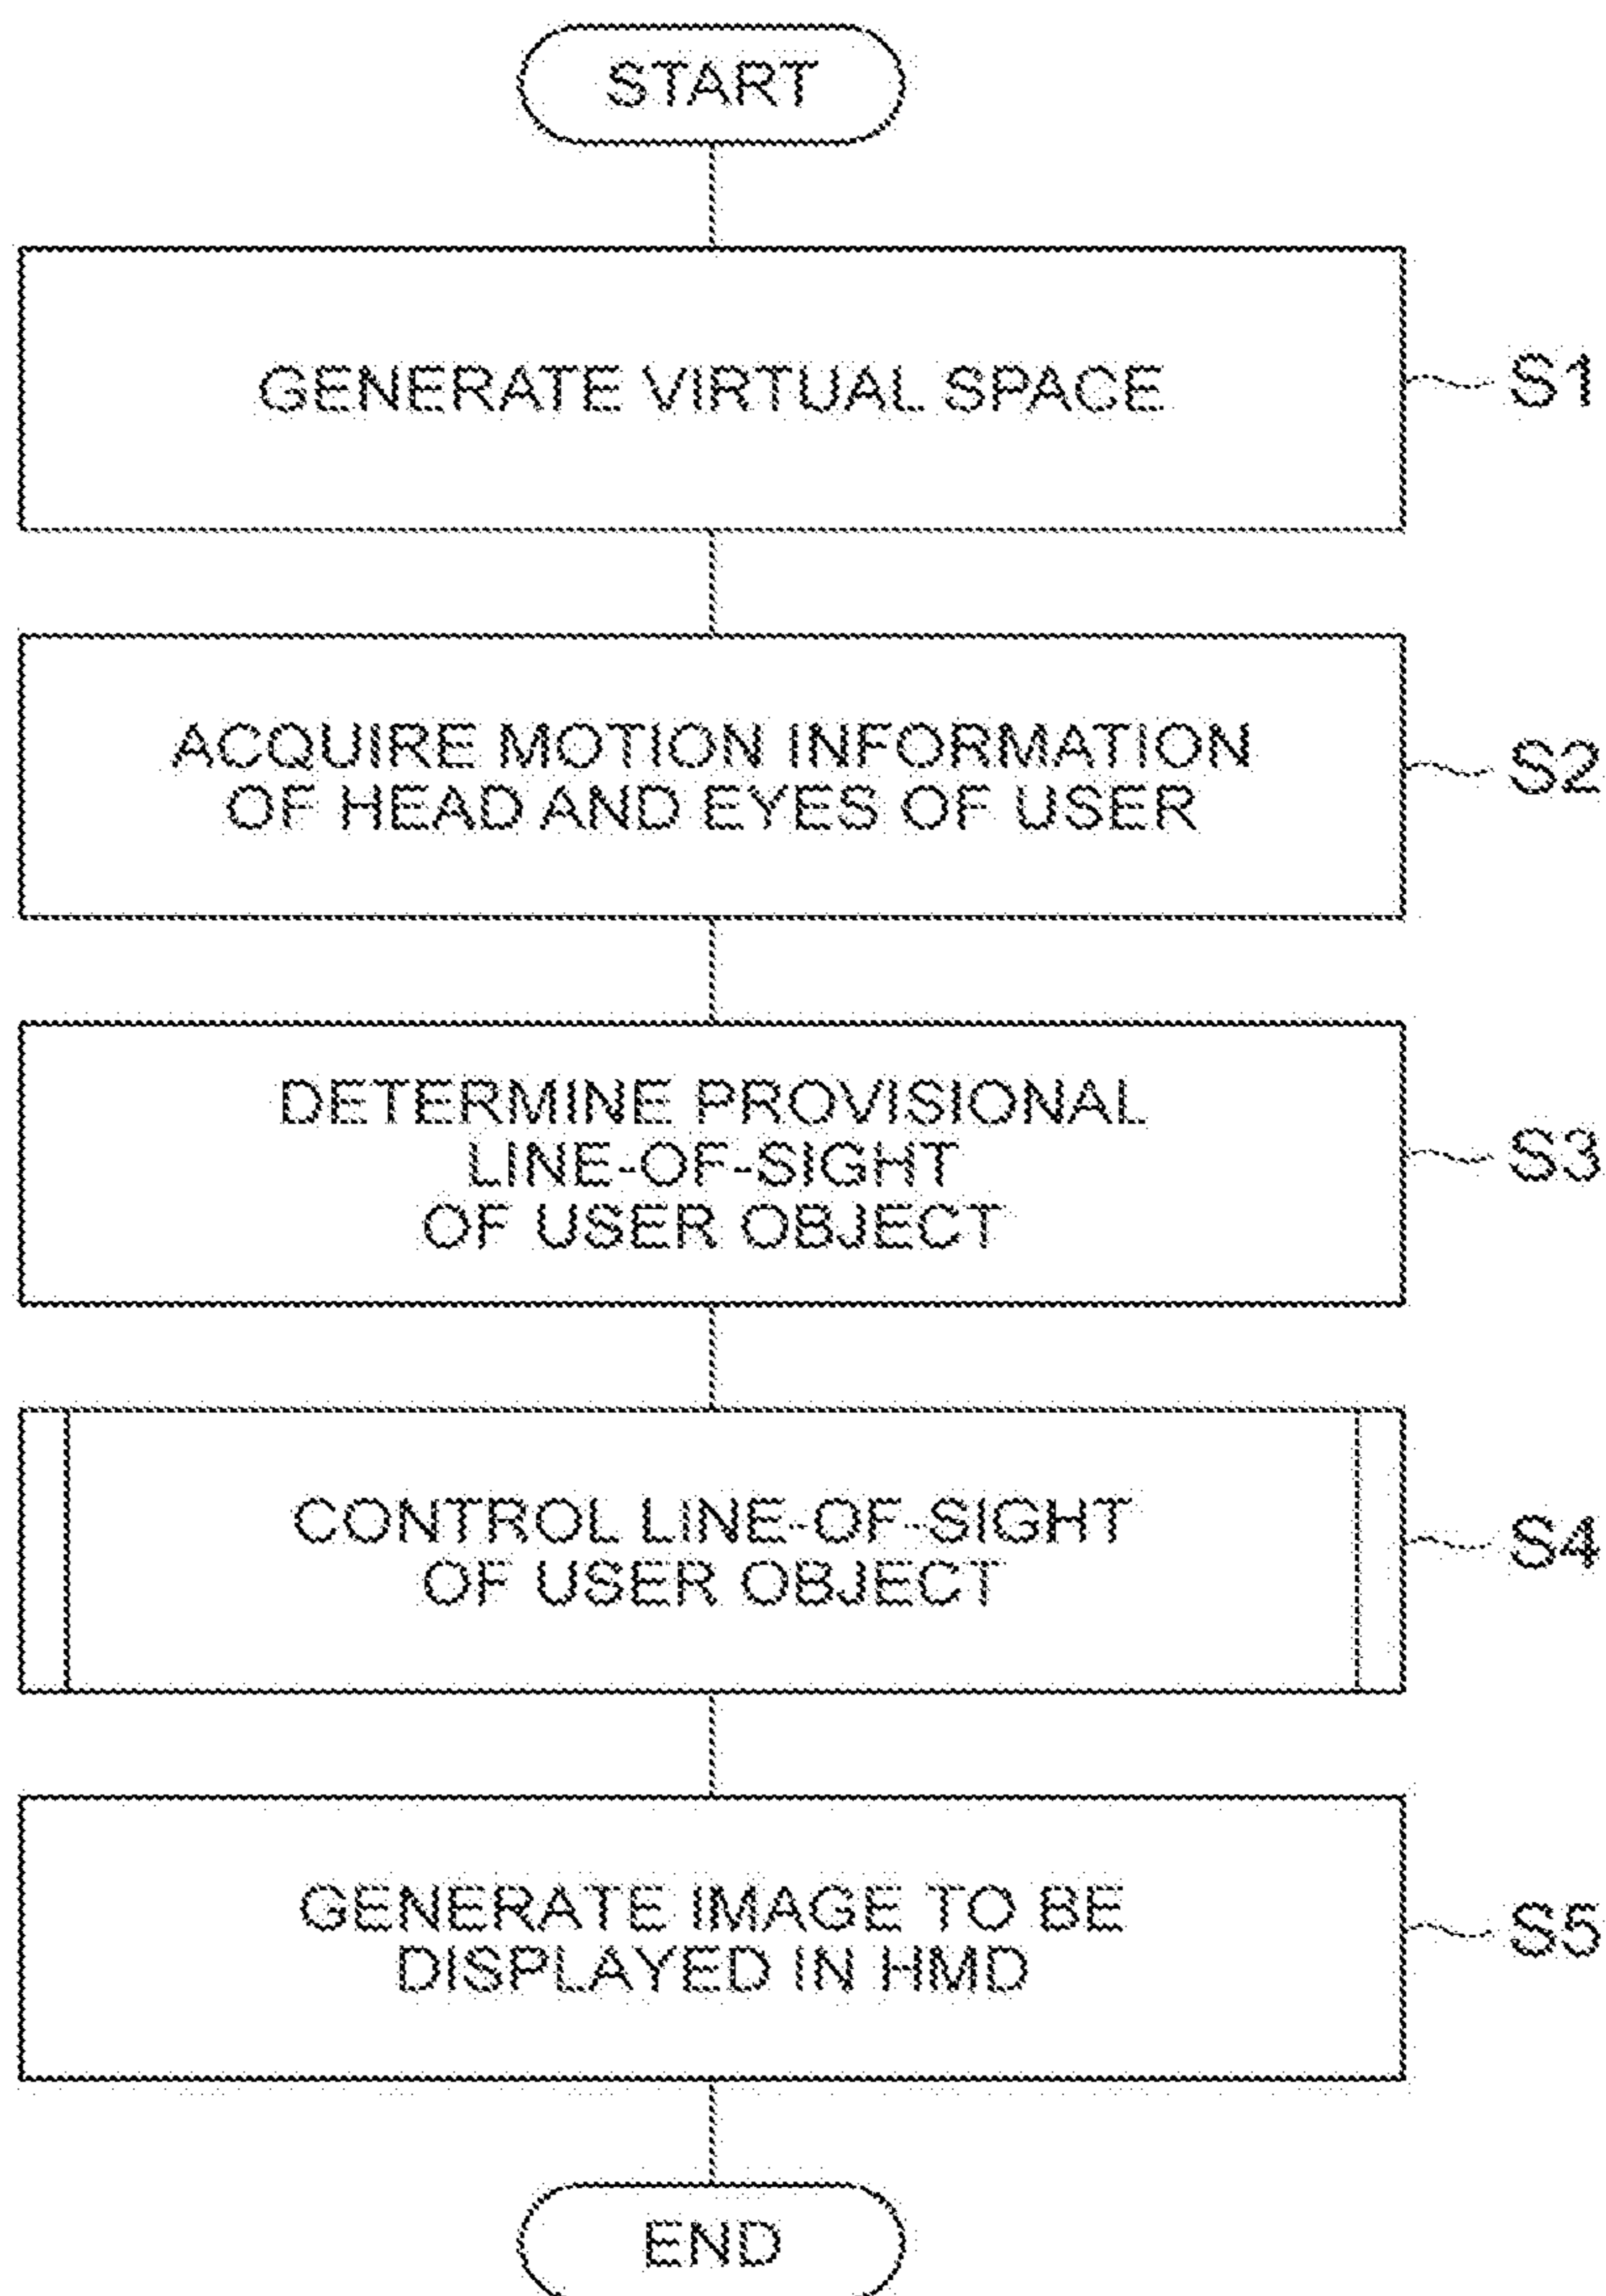 START
GENERATE VIRTUAL SPACE
S1
ACQUIRE MOTION INFORMATION
OF HEAD AND EYES OF USER
S2
DETERMINE PROVISIONAL
LINE-OF-SIGHT
OF USER OBJECT
S3
CONTROL LINE-OF-SIGHT
OF USER OBJECT
S4
GENERATE IMAGE TO BE
DISPLAYED IN HMD
S5
END